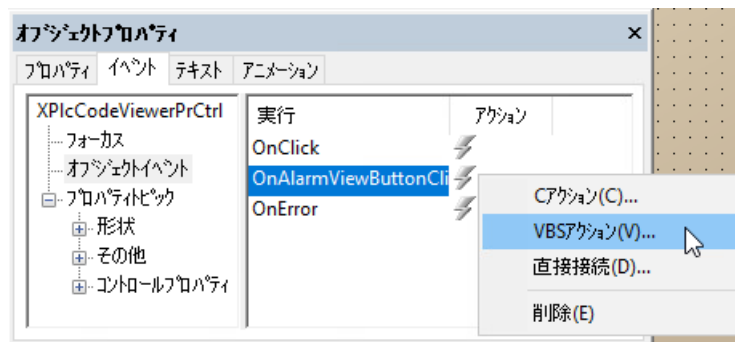 ｵﾌﾞｼﾞｪｸﾄﾌﾟﾛﾊﾟﾃｨ ×
ﾌﾟﾛﾊﾟﾃｨ ｲﾍﾞﾝﾄ ﾃｷｽﾄ ｱﾆﾒｰｼｮﾝ
XPlcCodeViewerPrCtrl
ﾌｫｰｶｽ
ｵﾌﾞｼﾞｪｸﾄｲﾍﾞﾝﾄ
ﾌﾟﾛﾊﾟﾃｨﾄﾋﾟｯｸ
形状
その他
ｺﾝﾄﾛｰﾙﾌﾟﾛﾊﾟﾃｨ
実行 ｱｸｼｮﾝ
OnClick
OnAlarmViewButtonCli
OnError
Cｱｸｼｮﾝ(C)...
VBSｱｸｼｮﾝ(V)...
直接接続(D)...
削除(E)